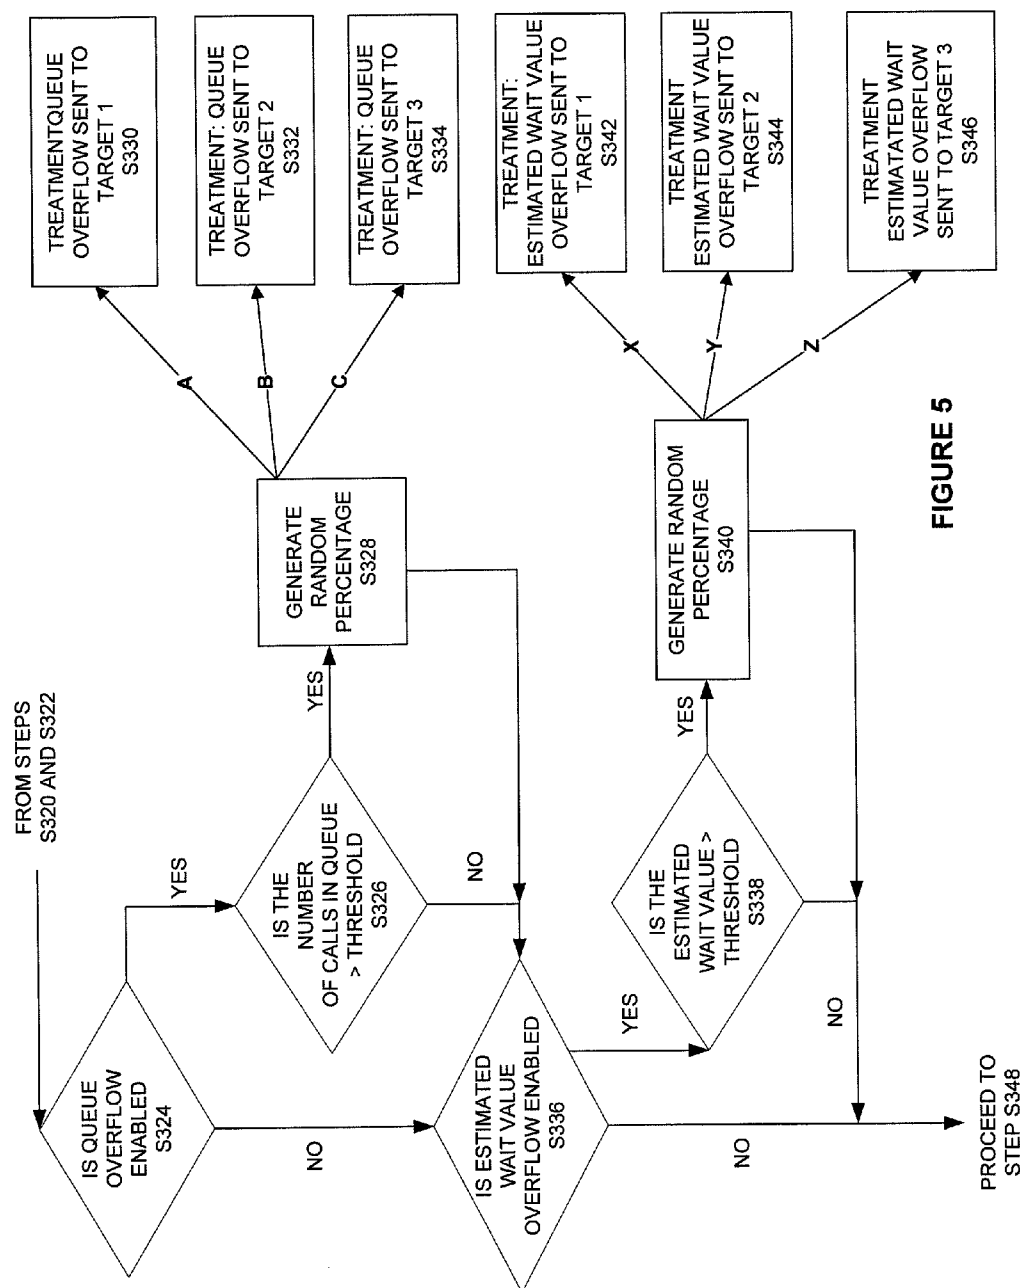 FROM STEPS
S320 AND S322
IS QUEUE
OVERFLOW
ENABLED
S324
YES
NO
IS THE
NUMBER
OF CALLS IN QUEUE
> THRESHOLD
S326
YES
NO
GENERATE
RANDOM
PERCENTAGE
S328
A
B
C
TREATMENTQUEUE
OVERFLOW SENT TO
TARGET 1
S330
TREATMENT: QUEUE
OVERFLOW SENT TO
TARGET 2
S332
TREATMENT: QUEUE
OVERFLOW SENT TO
TARGET 3
S334
IS ESTIMATED
WAIT VALUE
OVERFLOW ENABLED
S336
YES
NO
IS THE
ESTIMATED
WAIT VALUE >
THRESHOLD
S338
YES
NO
GENERATE RANDOM
PERCENTAGE
S340
X
Y
Z
TREATMENT:
ESTIMATED WAIT VALUE
OVERFLOW SENT TO
TARGET 1
S342
TREATMENT
ESTIMATED WAIT VALUE
OVERFLOW SENT TO
TARGET 2
S344
TREATMENT
ESTIMATATED WAIT
VALUE OVERFLOW
SENT TO TARGET 3
S346
PROCEED TO
STEP S348
FIGURE 5